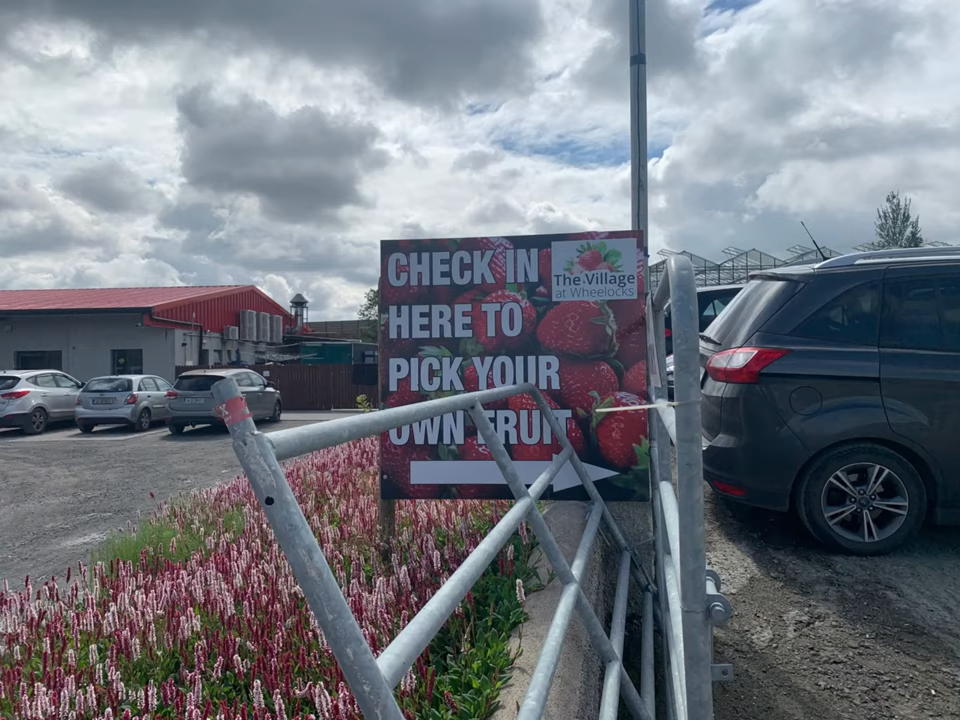 CHECK IN
HERE TO
PICK YOUR
OWN FRUIT
The Village
at Wheelocks